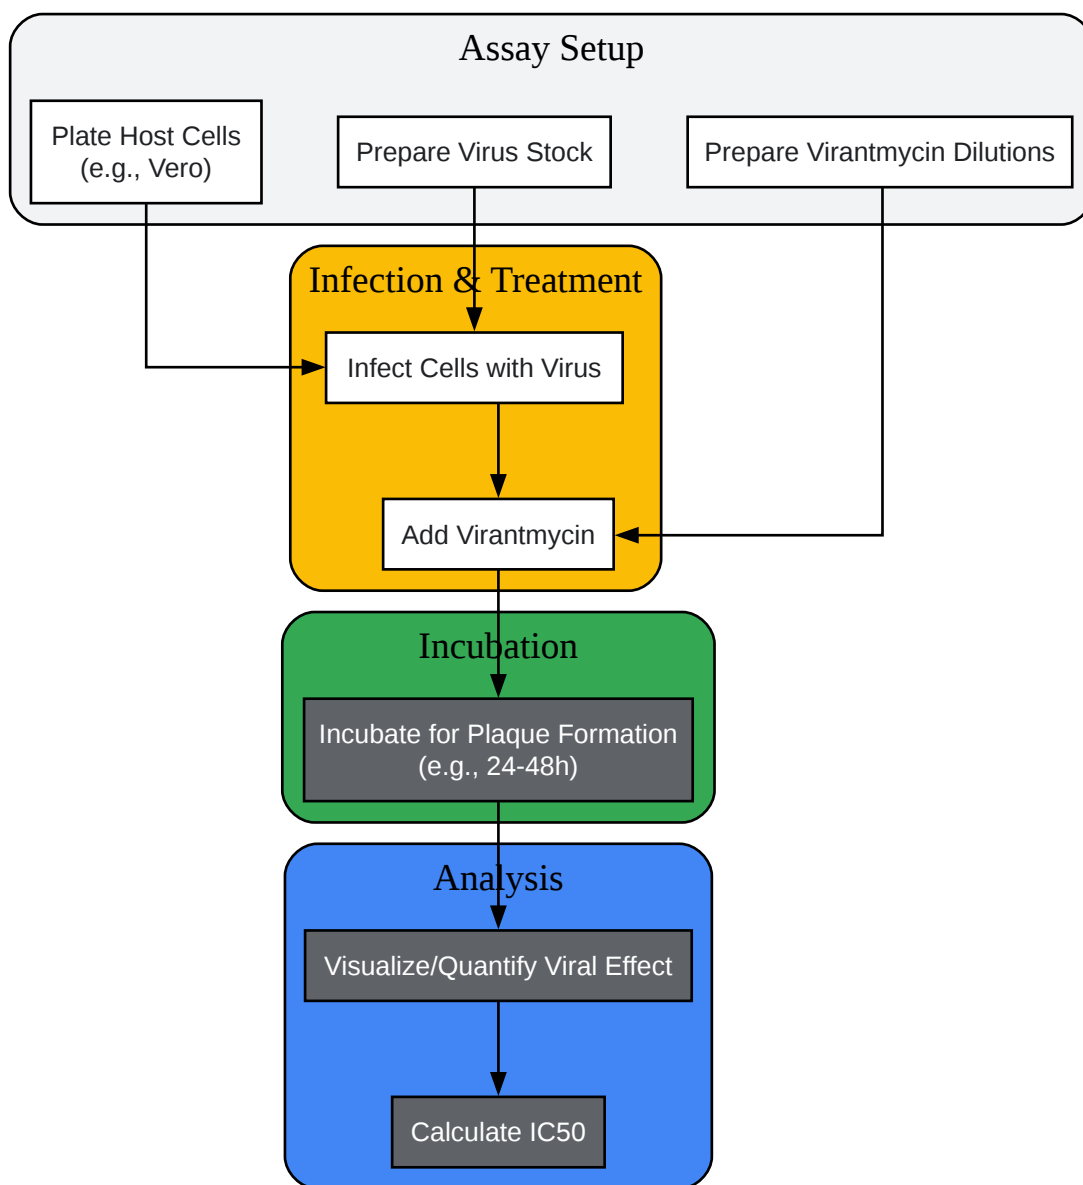 Assay Setup
Plate Host Cells
(e.g., Vero)
Prepare Virus Stock
Prepare Virantmycin Dilutions
Infection & Treatment
Infect Cells with Virus
Add Virantmycin
Incubation
Incubate for Plaque Formation
(e.g., 24-48h)
Analysis
Visualize/Quantify Viral Effect
Calculate IC50